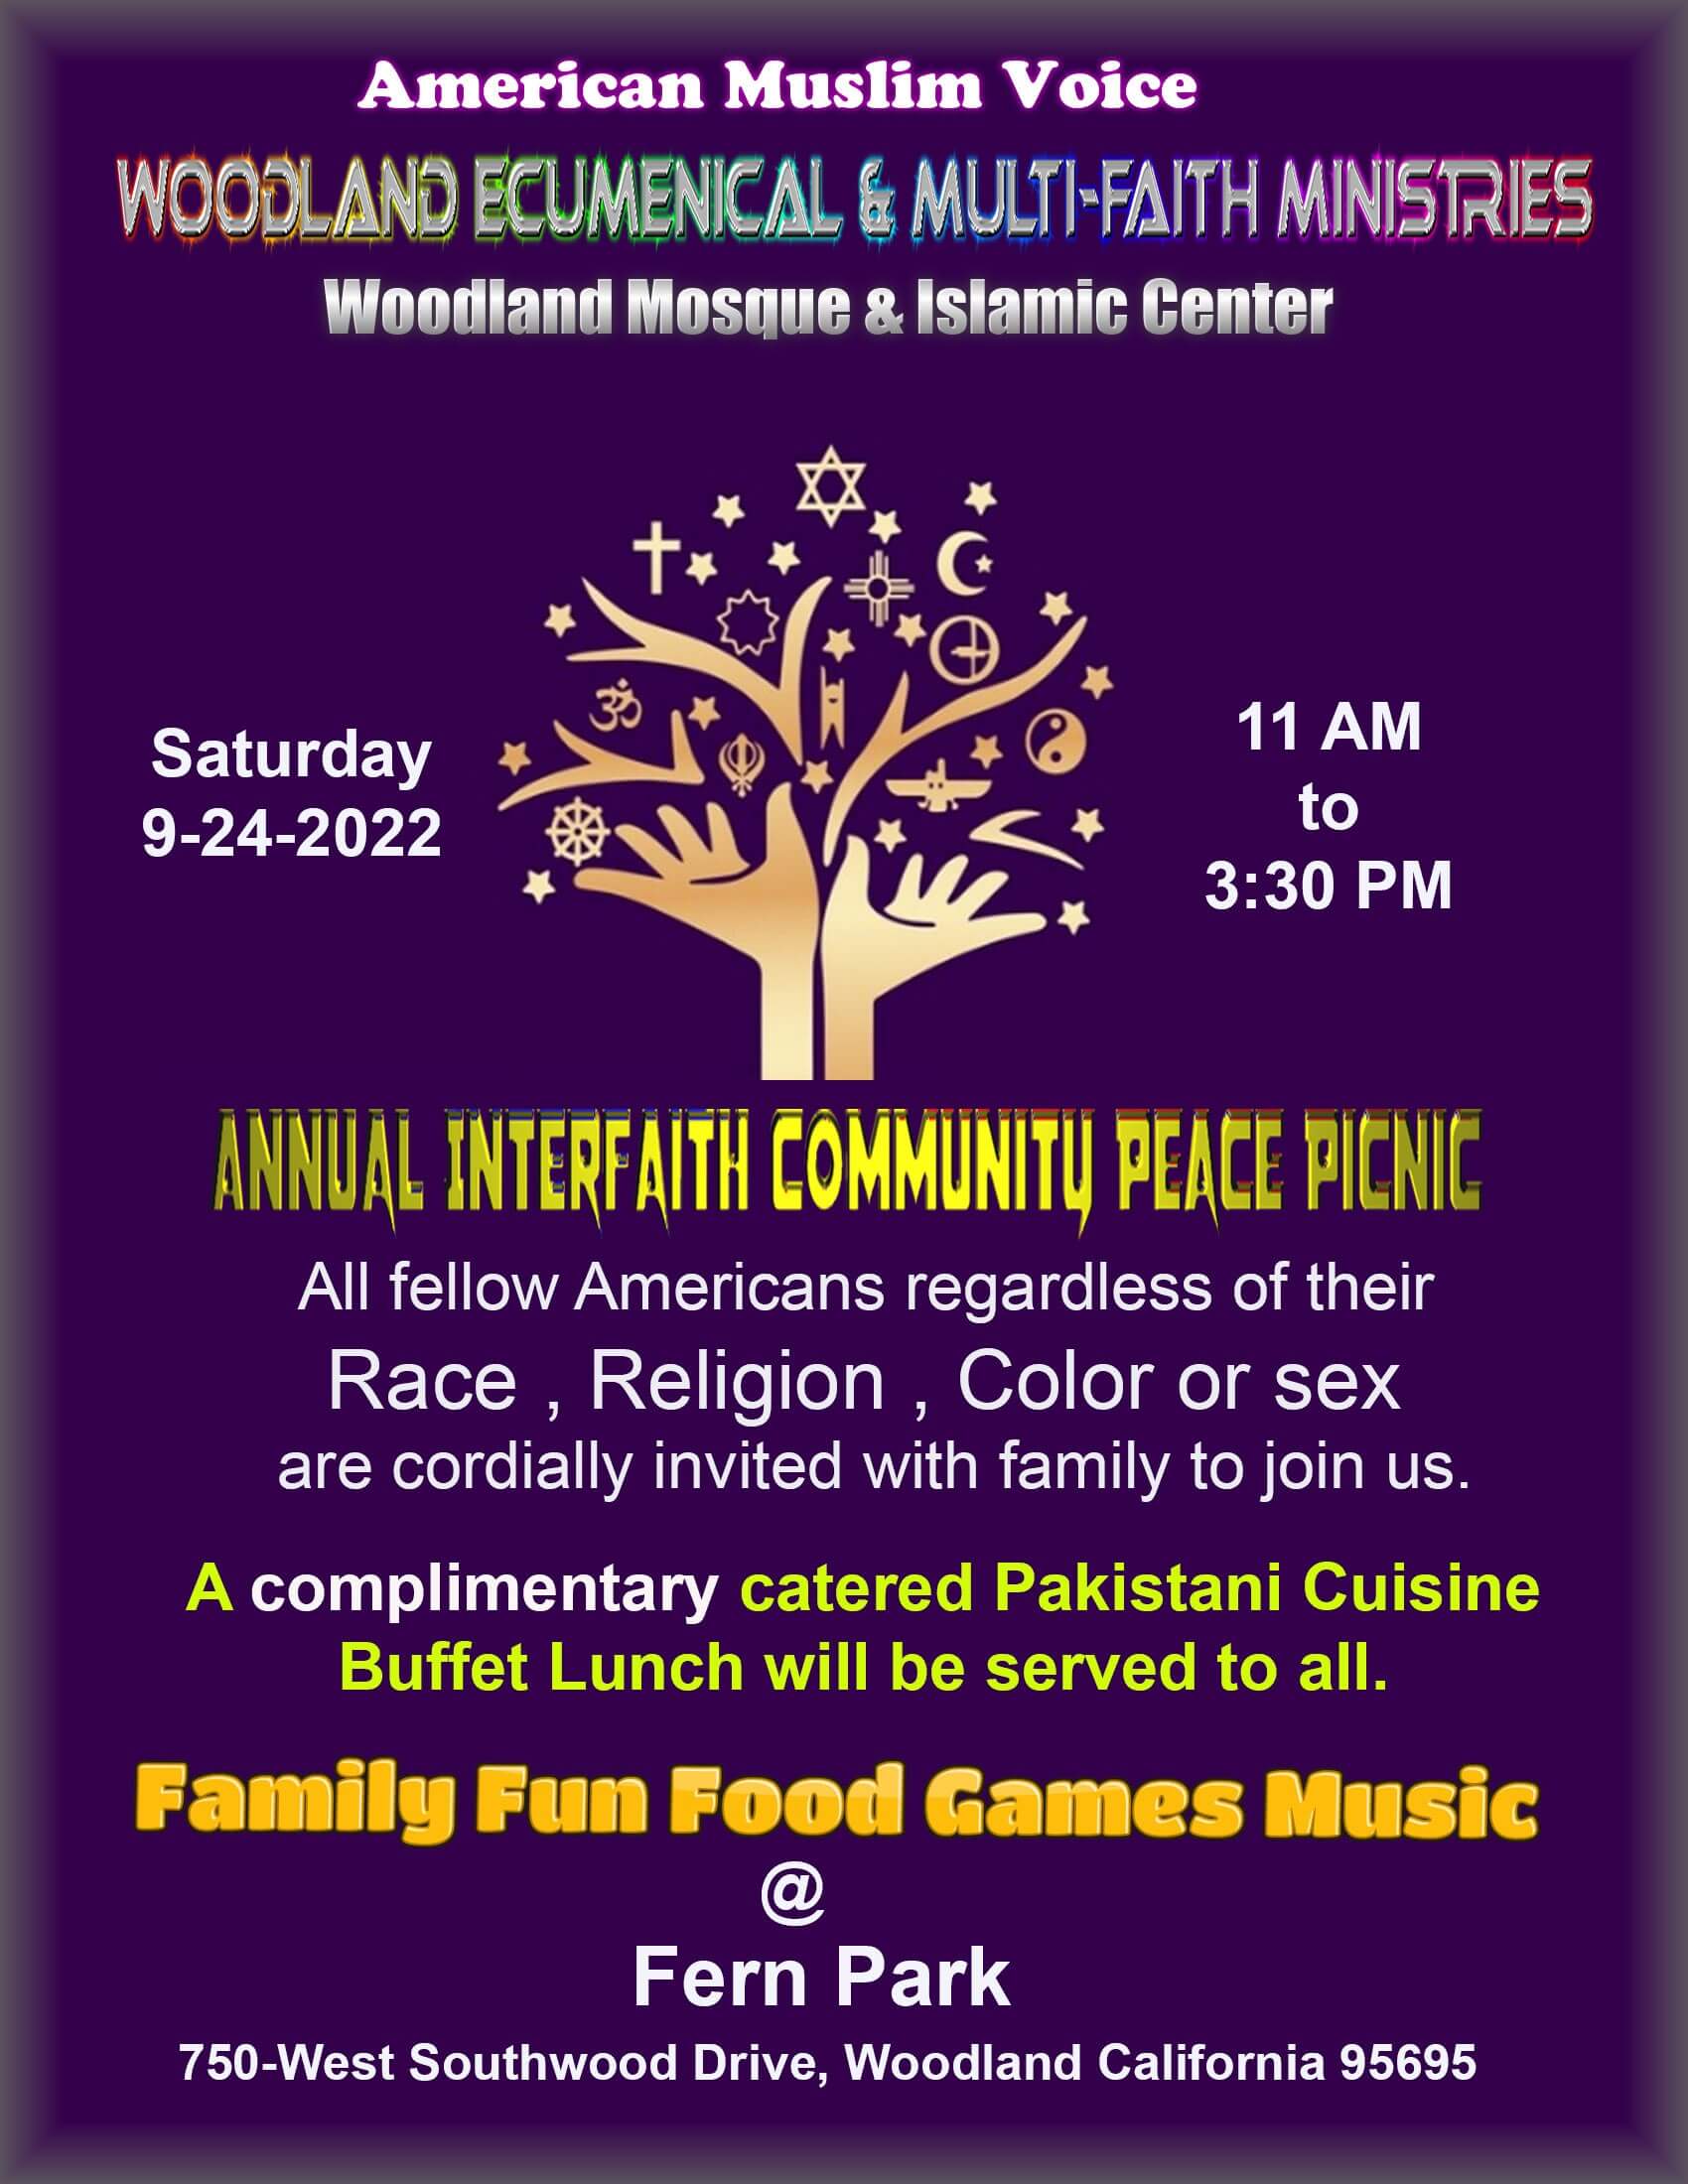 American Muslim Voice
WOODLAND ECUMENICAL & MULTI-FAITH MINISTRIES
Woodland Mosque & Islamic Center
Saturday
9-24-2022
11 AM
to
3:30 PM
ANNUAL INTERFAITH COMMUNITY PEACE PICNIC
All fellow Americans regardless of their
Race , Religion , Color or sex
are cordially invited with family to join us.
A complimentary catered Pakistani Cuisine
Buffet Lunch will be served to all.
Family Fun Food Games Music
@
Fern Park
750-West Southwood Drive, Woodland California 95695